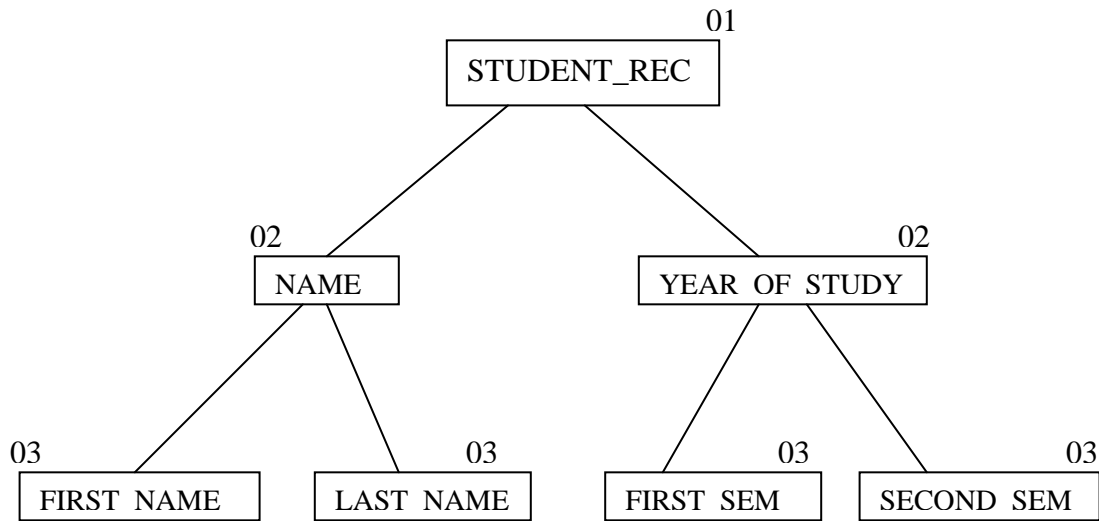 01
STUDENT_REC
02
02
NAME
YEAR OF STUDY
03
03
03
03
FIRST NAME
LAST NAME
FIRST SEM
SECOND SEM